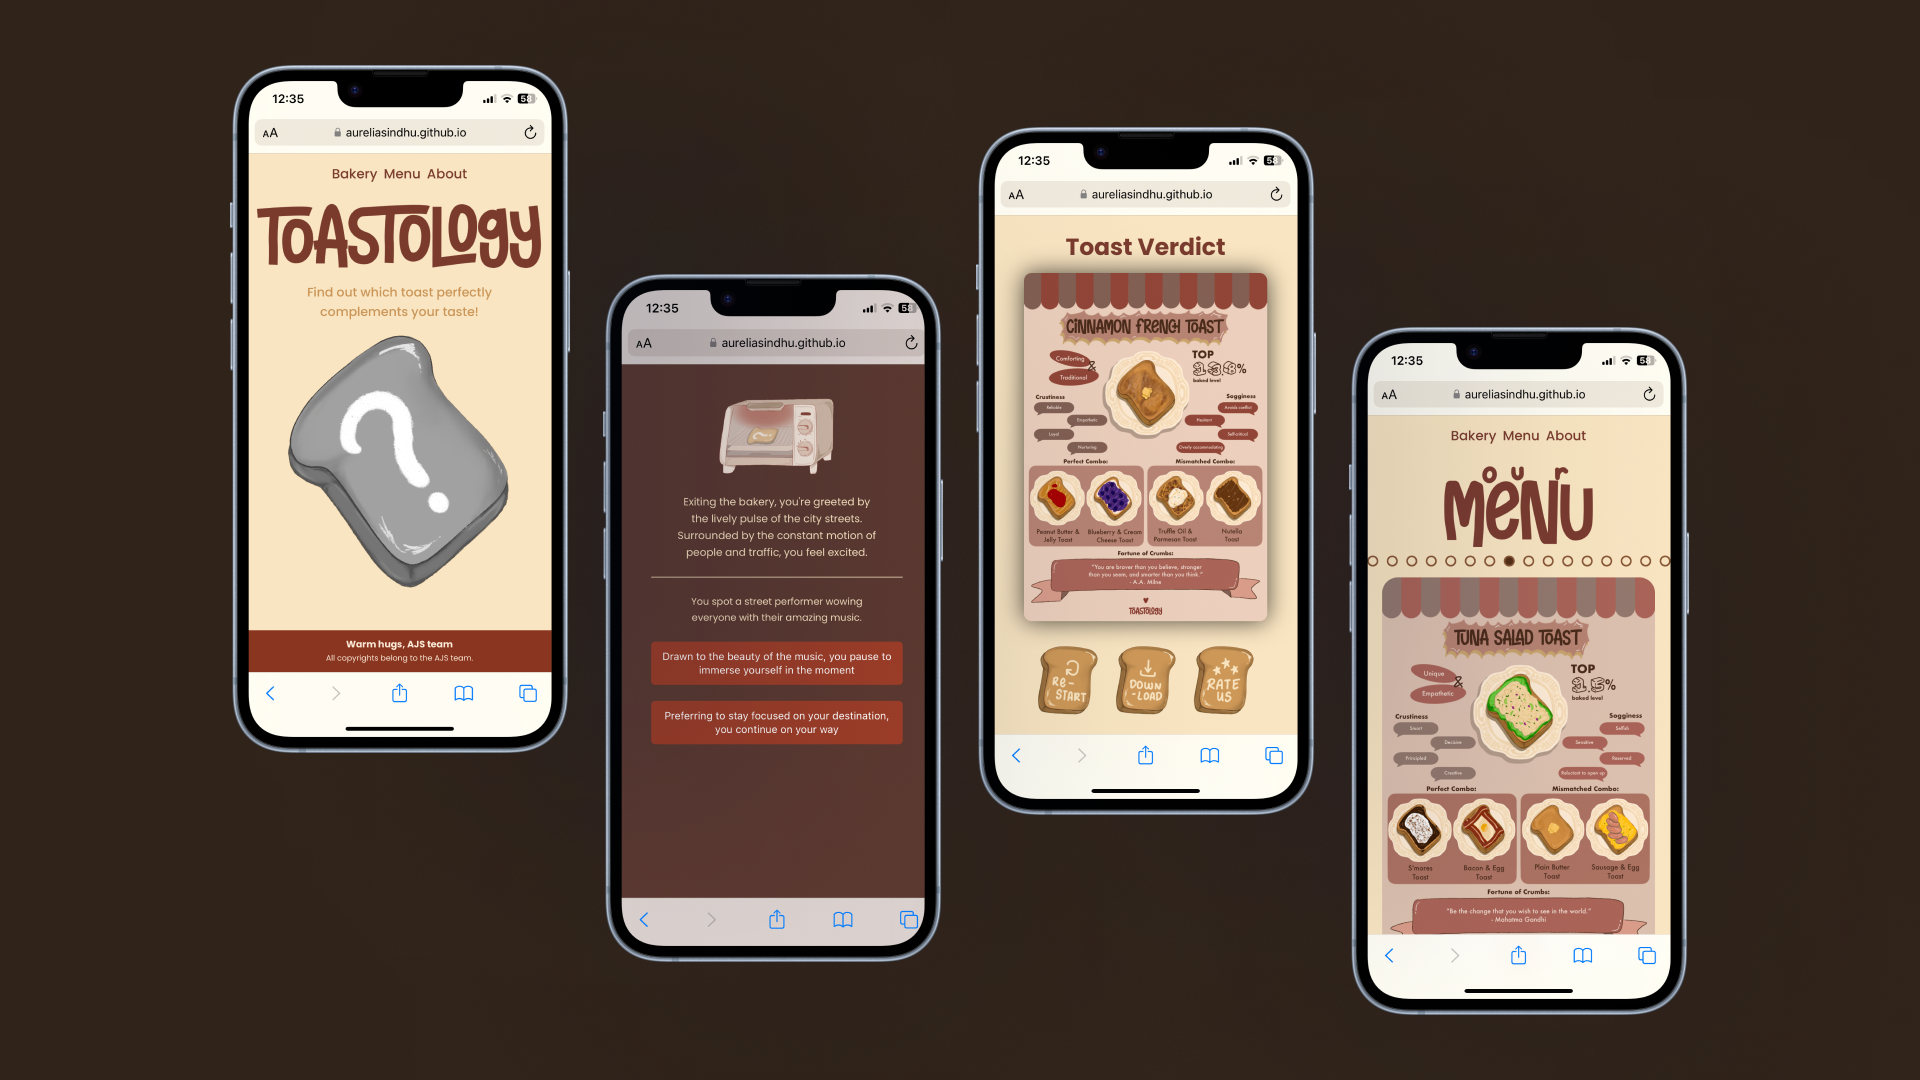 12:35
58
AA
aureliasindhu.github.io
Bakery Menu About
TOASTOLOGY
Find out which toast perfectly
complements your taste!
?
Warm hugs, AJS team
All copyrights belong to the AJS team.
12:35
58
AA
aureliasindhu.github.io
?
Exiting the bakery, you're greeted by
the lively pulse of the city streets.
Surrounded by the constant motion of
people and traffic, you feel excited.
You spot a street performer wowing
everyone with their amazing music.
Drawn to the beauty of the music, you pause to
immerse yourself in the moment
Preferring to stay focused on your destination,
you continue on your way
12:35
58
AA
aureliasindhu.github.io
Toast Verdict
CINNAMON FRENCH TOAST
Comforting
&
Traditional
TOP
13.8%
baked level
Crustiness
Reliable
Empathetic
Loyal
Nurturing
Sogginess
Avoids conflict
Hesitant
Self-critical
Overly accommodating
Perfect Combo:
Peanut Butter &
Jelly Toast
Blueberry & Cream
Cheese Toast
Mismatched Combo:
Truffle Oil &
Parmesan Toast
Nutella
Toast
Fortune of Crumbs:
"You are braver than you believe, stronger
than you seem, and smarter than you think."
- A.A. Milne
TOASTOLOGY
RE-
START
DOWN
-LOAD
RATE
US
12:35
58
AA
aureliasindhu.github.io
Bakery Menu About
MENU
TUNA SALAD TOAST
Unique
&
Empathetic
TOP
%
baked level
Crustiness
Smart
Decisive
Principled
Creative
Sogginess
Selfish
Sensitive
Reserved
Reluctant to open up
Perfect Combo:
S'mores
Toast
Bacon & Egg
Toast
Mismatched Combo:
Plain Butter
Toast
Sausage & Egg
Toast
Fortune of Crumbs:
"Be the change that you wish to see in the world."
- Mahatma Gandhi